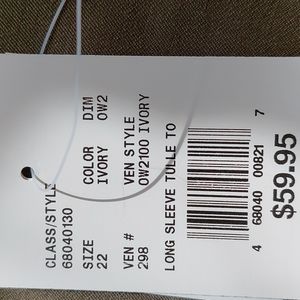 CLASS/STYLE
68040130
SIZE COLOR DIM
22 IVORY OW2
VEN # VEN STYLE
298 OW2100 IVORY
LONG SLEEVE TULLE TO
4 68040 00821 7
$59.95